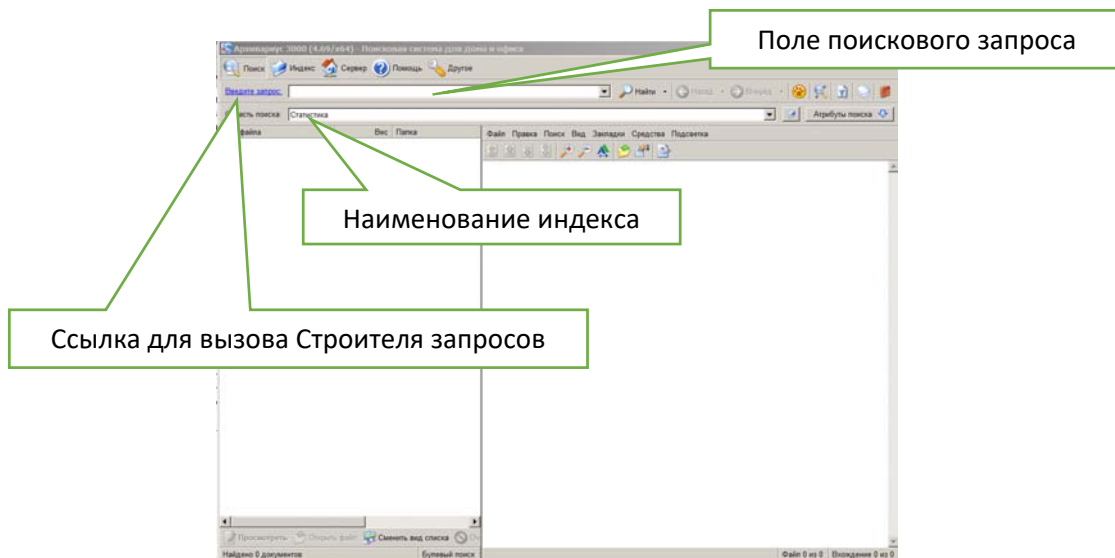 Архивариус 3000 (4.69/x64) - Поисковая система для дома и офиса
Поле поискового запроса
Поиск Индекс Сервер Помощь Другое
Введите запрос: Найти Назад Вперед
область поиска: Статистика Атрибуты поиска
файла Вес Папка
Файл Правка Поиск Вид Закладки Средства Подсветка
Наименование индекса
Ссылка для вызова Строителя запросов
Просмотреть Открыть файл Сменить вид списка
Найдено 0 документов Булевый поиск Файл 0 из 0 Вхождение 0 из 0